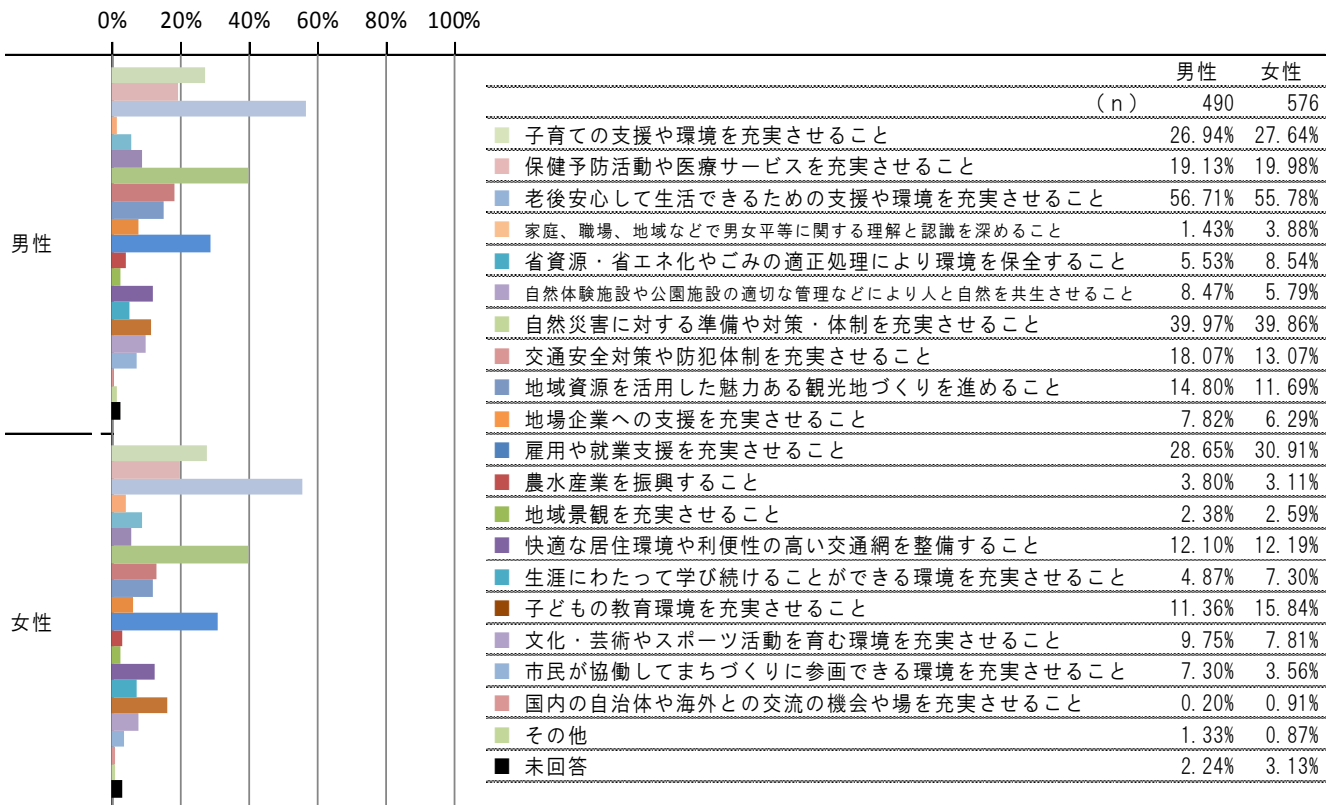 0% 20% 40% 60% 80% 100%
男性 女性
(n) 490 576
子育ての支援や環境を充実させること 26.94% 27.64%
保健予防活動や医療サービスを充実させること 19.13% 19.98%
老後安心して生活できるための支援や環境を充実させること 56.71% 55.78%
家庭、職場、地域などで男女平等に関する理解と認識を深めること 1.43% 3.88%
省資源・省エネ化やごみの適正処理により環境を保全すること 5.53% 8.54%
自然体験施設や公園施設の適切な管理などにより人と自然を共生させること 8.47% 5.79%
自然災害に対する準備や対策・体制を充実させること 39.97% 39.86%
交通安全対策や防犯体制を充実させること 18.07% 13.07%
地域資源を活用した魅力ある観光地づくりを進めること 14.80% 11.69%
地場企業への支援を充実させること 7.82% 6.29%
雇用や就業支援を充実させること 28.65% 30.91%
農水産業を振興すること 3.80% 3.11%
地域景観を充実させること 2.38% 2.59%
快適な居住環境や利便性の高い交通網を整備すること 12.10% 12.19%
生涯にわたって学び続けることができる環境を充実させること 4.87% 7.30%
子どもの教育環境を充実させること 11.36% 15.84%
文化・芸術やスポーツ活動を育む環境を充実させること 9.75% 7.81%
市民が協働してまちづくりに参画できる環境を充実させること 7.30% 3.56%
国内の自治体や海外との交流の機会や場を充実させること 0.20% 0.91%
その他 1.33% 0.87%
未回答 2.24% 3.13%
男性
女性